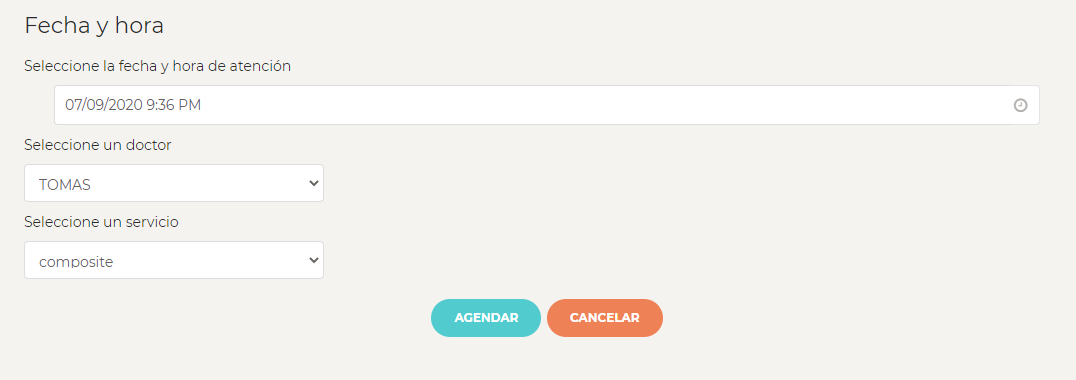 Fecha y hora
Seleccione la fecha y hora de atención
07/09/2020 9:36 PM
Seleccione un doctor
TOMAS
Seleccione un servicio
composite
AGENDAR CANCELAR